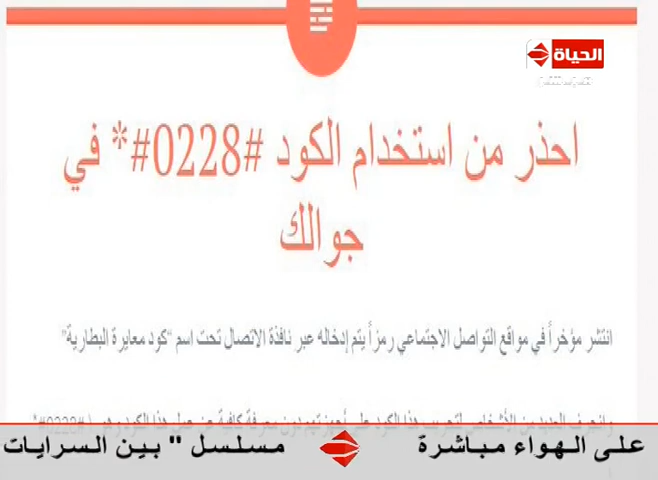 الحياة
احذر من استخدام الكود #0228#* في
جوالك
انتشر مؤخراً في مواقع التواصل الاجتماعي رمزاً يتم إدخاله عبر نافذة الاتصال تحت اسم "كود معايرة البطارية"
على الهواء مباشرة
مسلسل " بين السرايات